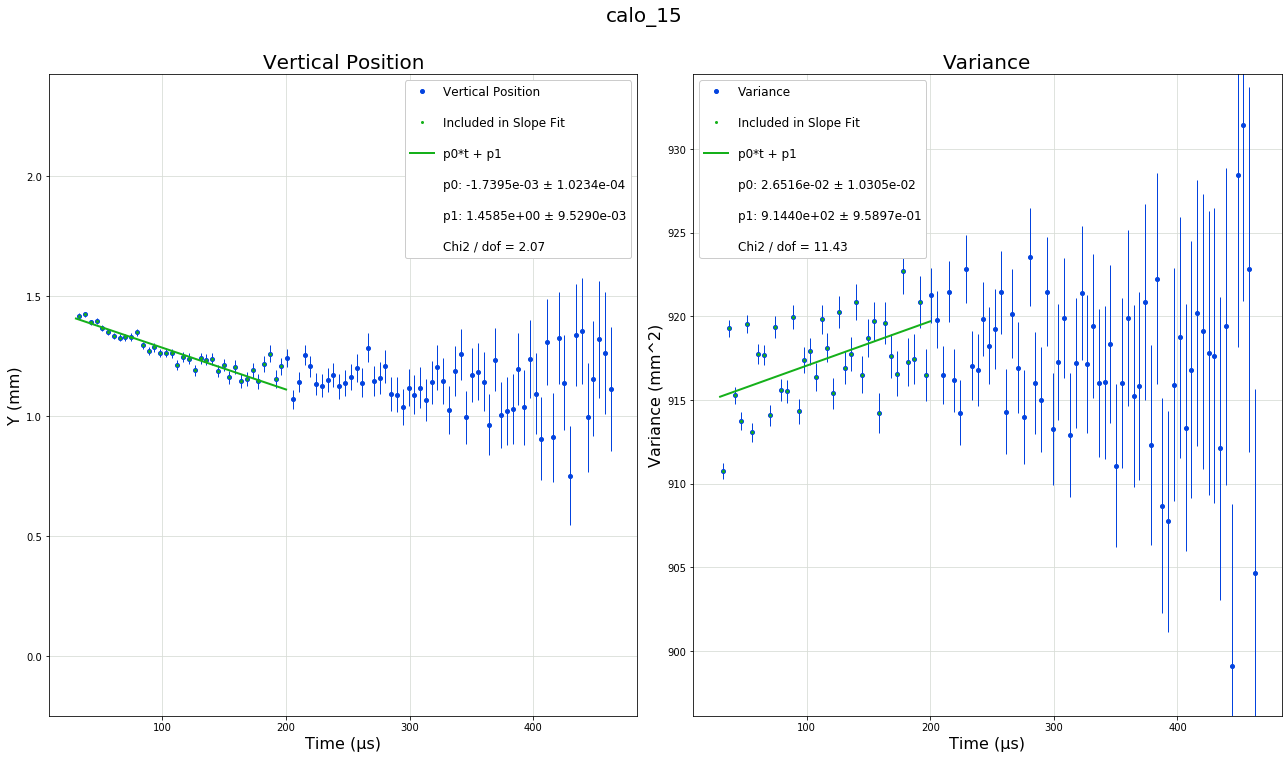 calo_15
Vertical Position
Vertical Position
Included in Slope Fit
p0*t + p1
p0: -1.7395e-03 ± 1.0234e-04
p1: 1.4585e+00 ± 9.5290e-03
Chi2 / dof = 2.07
2.0
1.5
1.0
0.5
0.0
Y (mm)
100 200 300 400
Time (μs)
Variance
Variance
Included in Slope Fit
p0*t + p1
p0: 2.6516e-02 ± 1.0305e-02
p1: 9.1440e+02 ± 9.5897e-01
Chi2 / dof = 11.43
930
925
920
915
910
905
900
Variance (mm^2)
100 200 300 400
Time (μs)